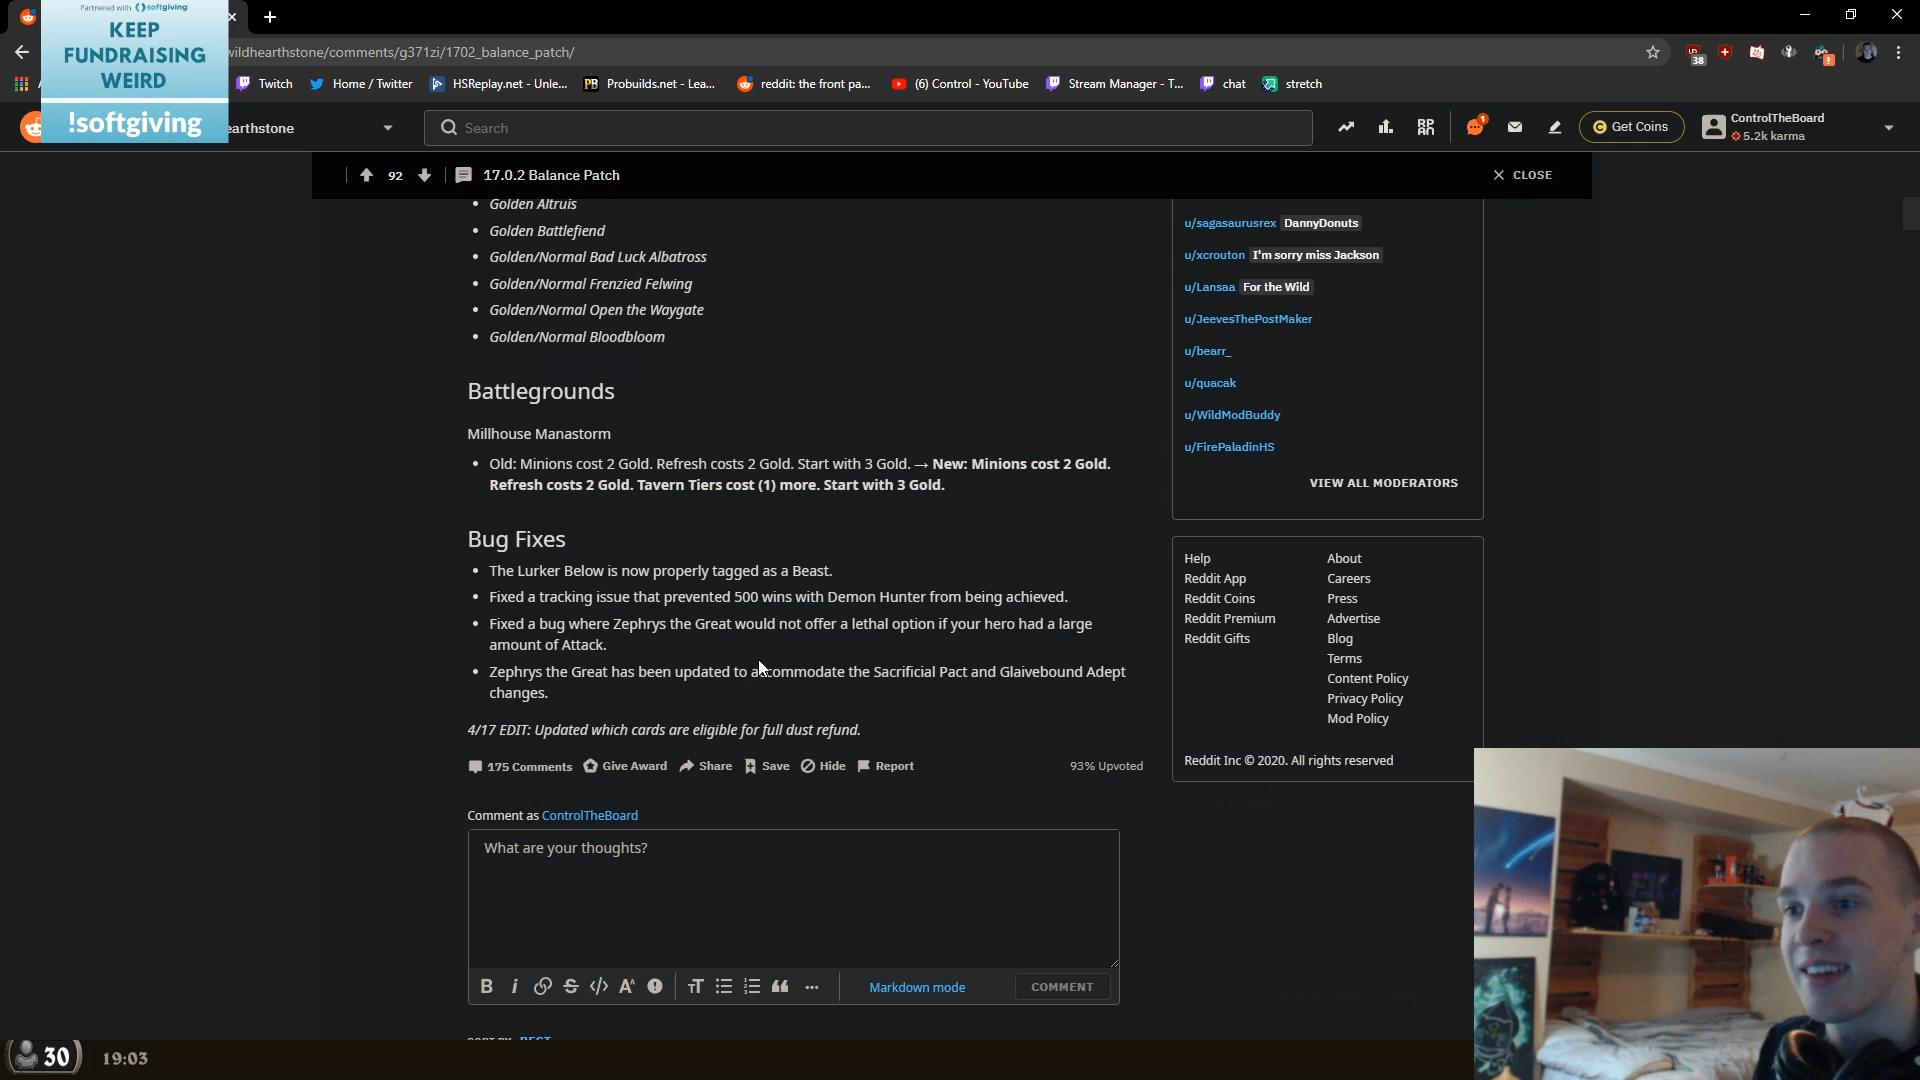 Partnered with softgiving
KEEP
FUNDRAISING
WEIRD
!softgiving
wildhearthstone/comments/g371zi/1702_balance_patch/
38
!
Twitch
Home / Twitter
HSReplay.net - Unle...
PB Probuilds.net - Lea...
reddit: the front pa...
(6) Control - YouTube
Stream Manager - T...
chat
stretch
earthstone
Search
1
C Get Coins
ControlTheBoard
5.2k karma
92
17.0.2 Balance Patch
CLOSE
• Golden Altruis
• Golden Battlefiend
• Golden/Normal Bad Luck Albatross
• Golden/Normal Frenzied Felwing
• Golden/Normal Open the Waygate
• Golden/Normal Bloodbloom
Battlegrounds
Millhouse Manastorm
• Old: Minions cost 2 Gold. Refresh costs 2 Gold. Start with 3 Gold. → New: Minions cost 2 Gold.
Refresh costs 2 Gold. Tavern Tiers cost (1) more. Start with 3 Gold.
Bug Fixes
• The Lurker Below is now properly tagged as a Beast.
• Fixed a tracking issue that prevented 500 wins with Demon Hunter from being achieved.
• Fixed a bug where Zephrys the Great would not offer a lethal option if your hero had a large
amount of Attack.
• Zephrys the Great has been updated to accommodate the Sacrificial Pact and Glaivebound Adept
changes.
4/17 EDIT: Updated which cards are eligible for full dust refund.
175 Comments Give Award Share Save Hide Report
93% Upvoted
Comment as ControlTheBoard
What are your thoughts?
B i S </> A ! TT 99 ...
Markdown mode
COMMENT
SORT BY BEST
u/sagasaurusrex DannyDonuts
u/xcrouton I'm sorry miss Jackson
u/Lansaa For the Wild
u/JeevesThePostMaker
u/bearr_
u/quacak
u/WildModBuddy
u/FirePaladinHS
VIEW ALL MODERATORS
Help About
Reddit App Careers
Reddit Coins Press
Reddit Premium Advertise
Reddit Gifts Blog
Terms
Content Policy
Privacy Policy
Mod Policy
Reddit Inc © 2020. All rights reserved
30
19:03